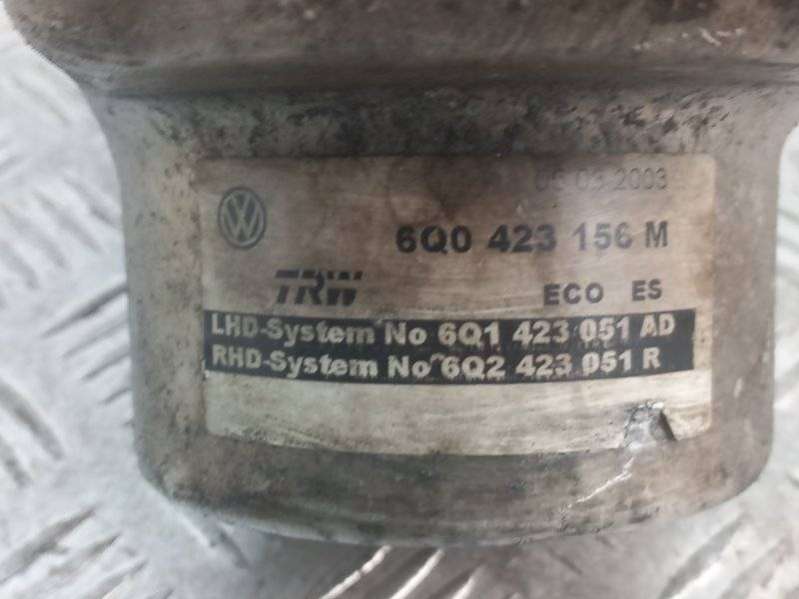 2003
6Q0 423 156 M
TRW ECO ES
LHD-System No 6Q1 423 051 AD
RHD-System No 6Q2 423 051 R